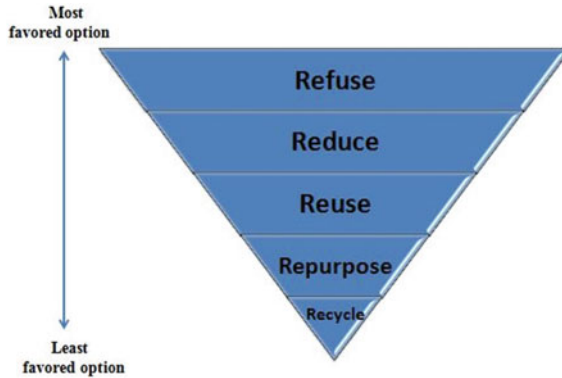 Most
favored option
Refuse
Reduce
Reuse
Repurpose
Recycle
Least
favored option